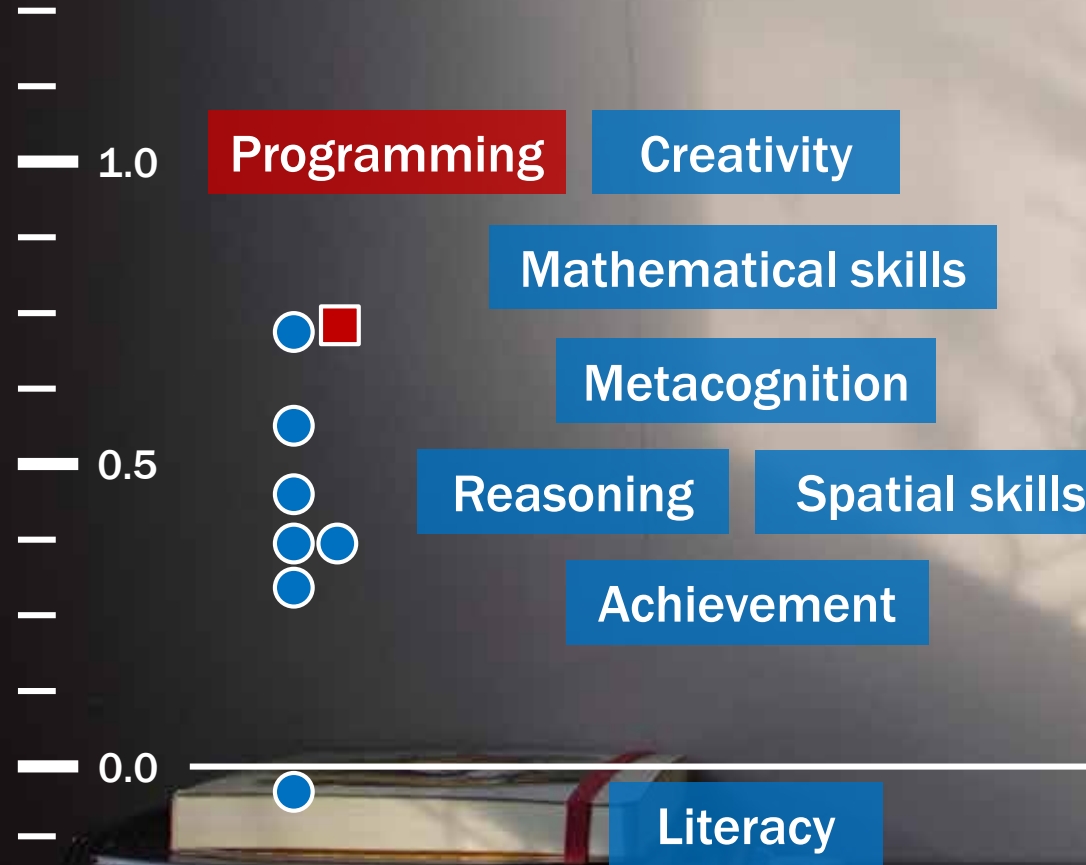 1.0
Programming
Creativity
Mathematical skills
Metacognition
0.5
Reasoning
Spatial skills
Achievement
0.0
Literacy